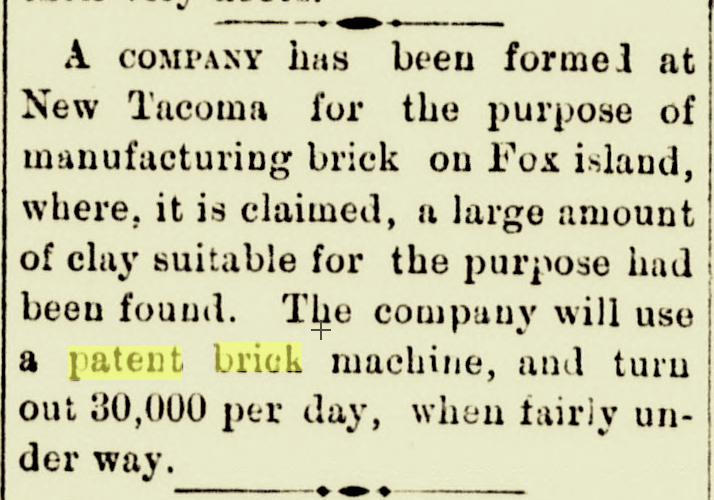 A COMPANY has been formed at
New Tacoma for the purpose of
manufacturing brick on Fox island,
where, it is claimed, a large amount
of clay suitable for the purpose had
been found. The company will use
a patent brick machine, and turn
out 30,000 per day, when fairly un-
der way.